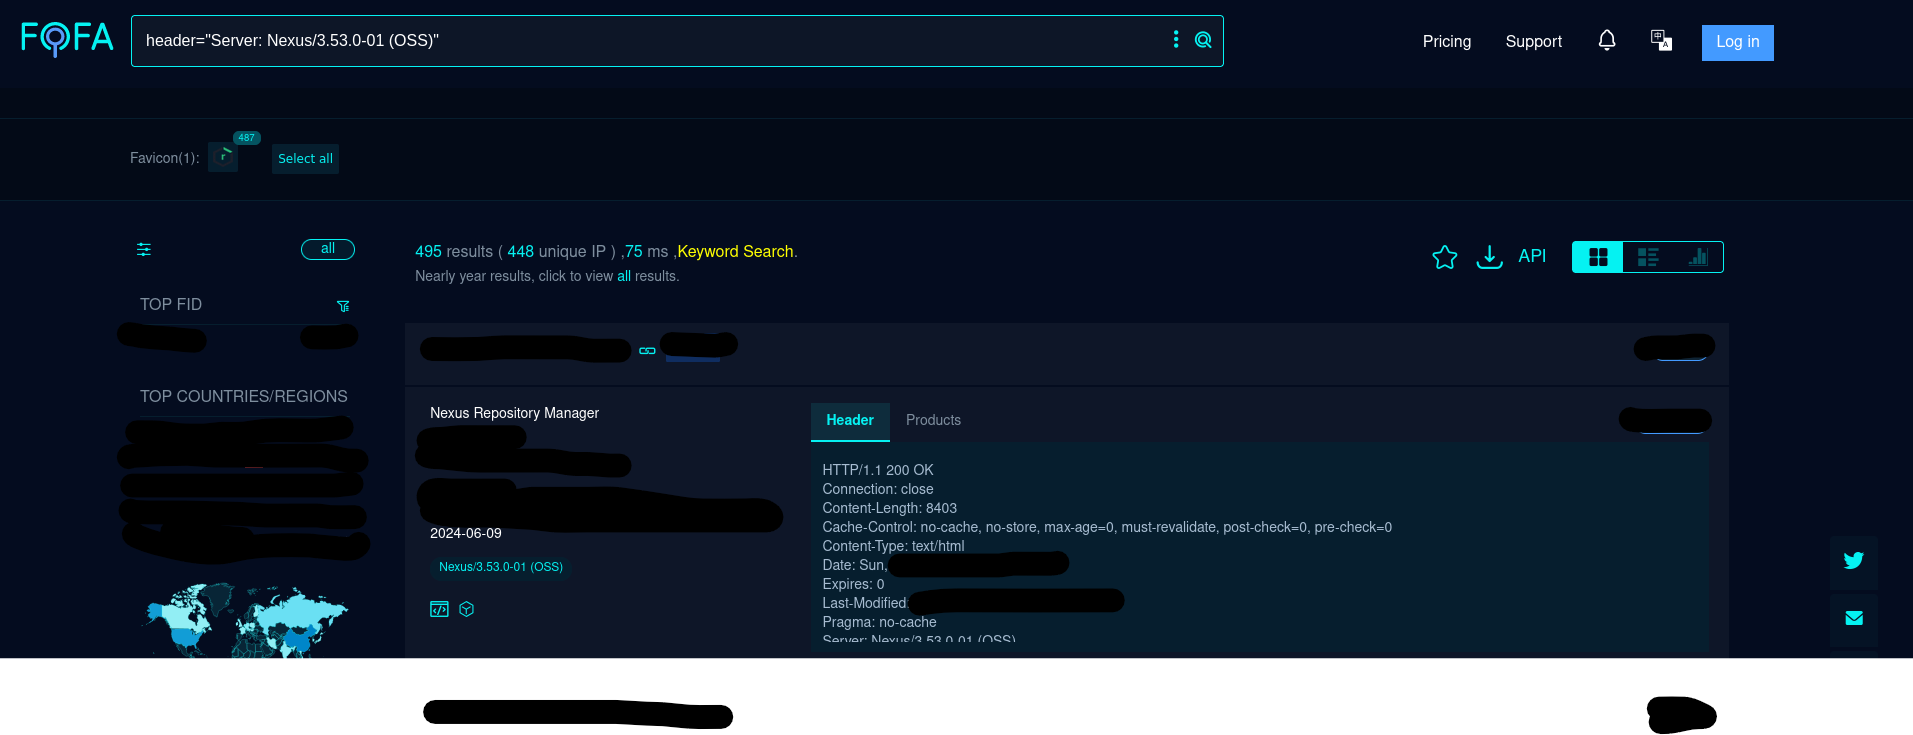 FOFA
header="Server: Nexus/3.53.0-01 (OSS)"
Pricing
Support
中 A
Log in
Favicon(1):
r
487
Select all
all
495 results ( 448 unique IP ) ,75 ms ,Keyword Search.
Nearly year results, click to view all results.
API
TOP FID
TOP COUNTRIES/REGIONS
Nexus Repository Manager
2024-06-09
Nexus/3.53.0-01 (OSS)
Header
Products
HTTP/1.1 200 OK
Connection: close
Content-Length: 8403
Cache-Control: no-cache, no-store, max-age=0, must-revalidate, post-check=0, pre-check=0
Content-Type: text/html
Date: Sun,
Expires: 0
Last-Modified:
Pragma: no-cache
Server: Nexus/3.53.0-01 (OSS)